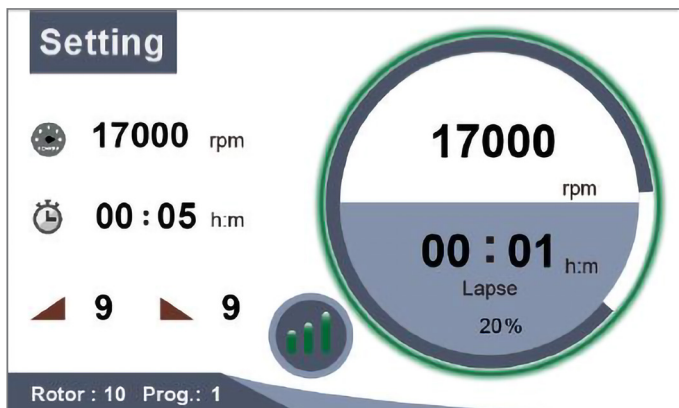 Setting
17000 rpm
00 : 05 h:m
9 9
Rotor : 10 Prog.: 1
17000
rpm
00 : 01 h:m
Lapse
20%